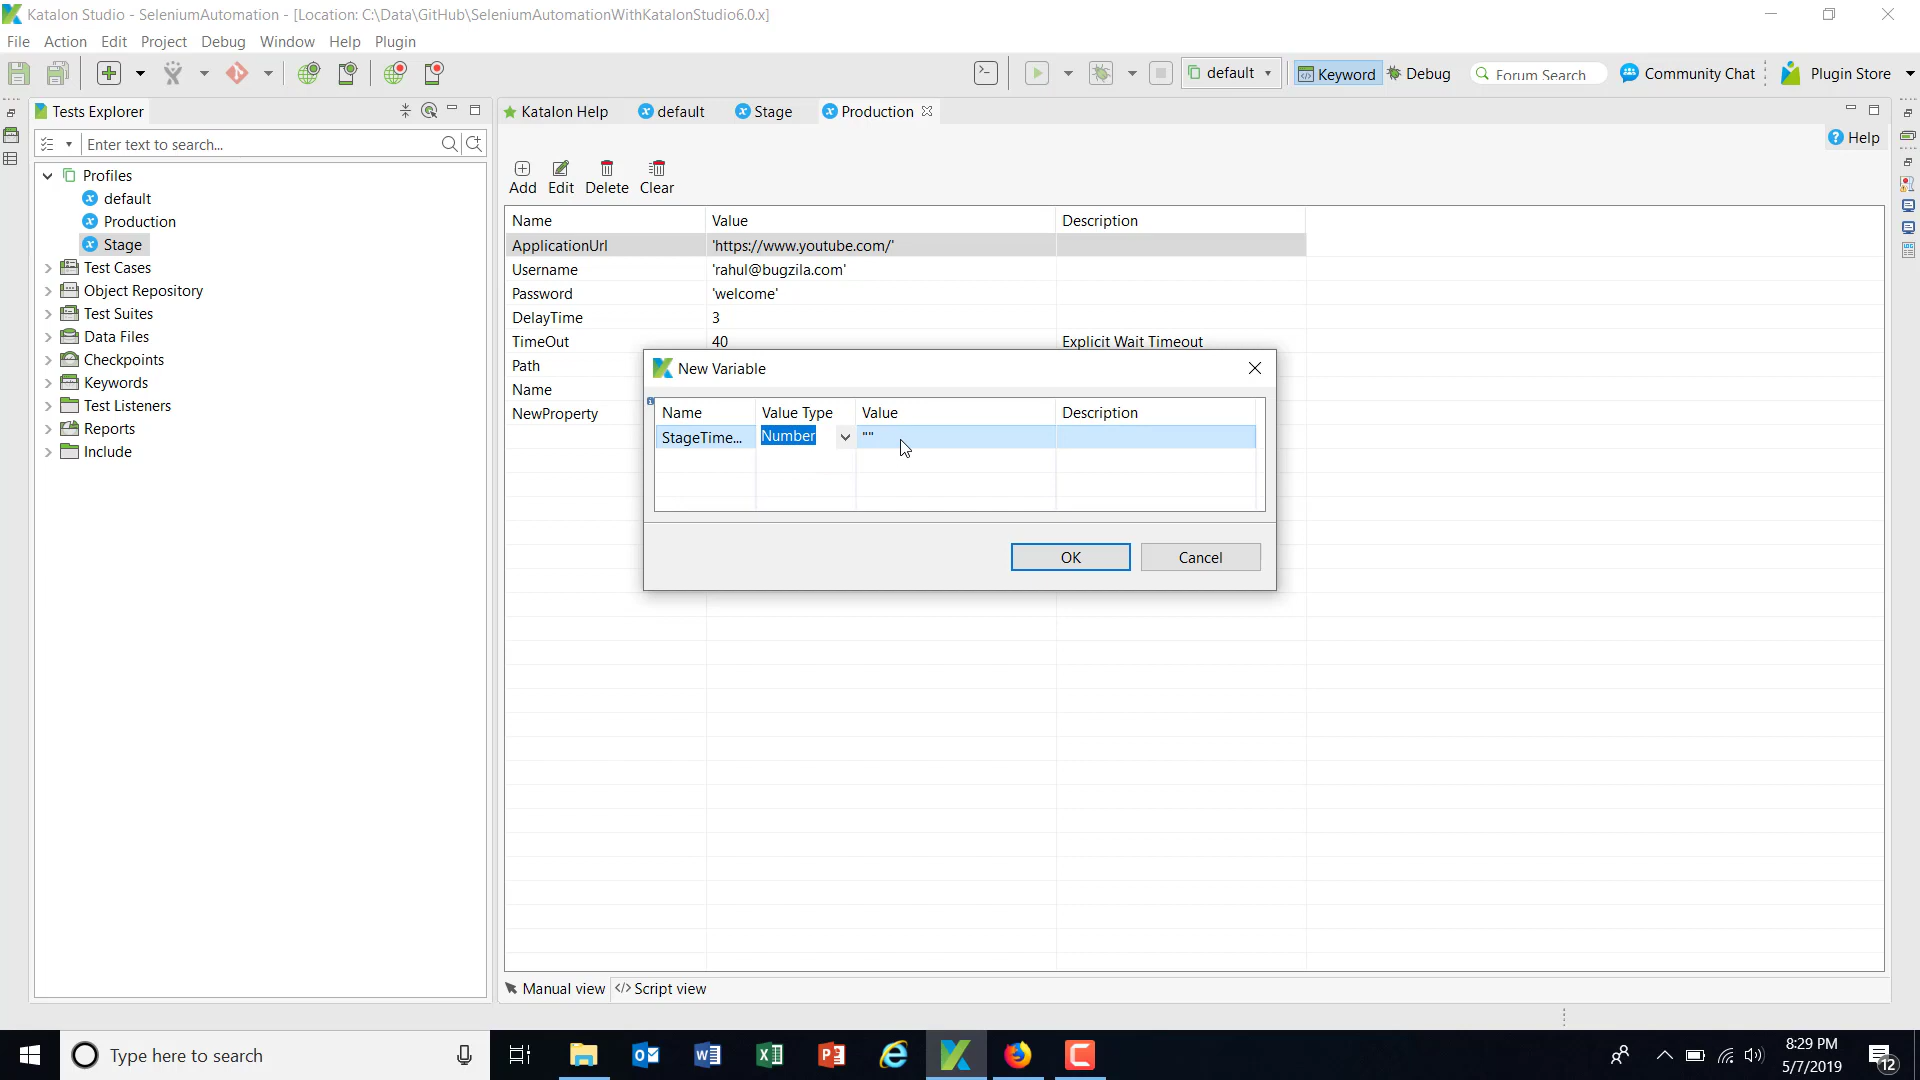 Katalon Studio - SeleniumAutomation - [Location: C:\Data\GitHub\SeleniumAutomationWithKatalonStudio6.0.x]
File Action Edit Project Debug Window Help Plugin
default Keyword Debug Forum Search Community Chat Plugin Store
Tests Explorer
Katalon Help default Stage Production
Help
Enter text to search...
Add Edit Delete Clear
Profiles
default
Production
Stage
Test Cases
Object Repository
Test Suites
Data Files
Checkpoints
Keywords
Test Listeners
Reports
Include
Name Value Description
ApplicationUrl 'https://www.youtube.com/'
Username 'rahul@bugzila.com'
Password 'welcome'
DelayTime 3
TimeOut 40 Explicit Wait Timeout
Path
Name
NewProperty
New Variable
Name Value Type Value Description
StageTime... Number ""
OK Cancel
Manual view </> Script view
Type here to search
8:29 PM
5/7/2019
12